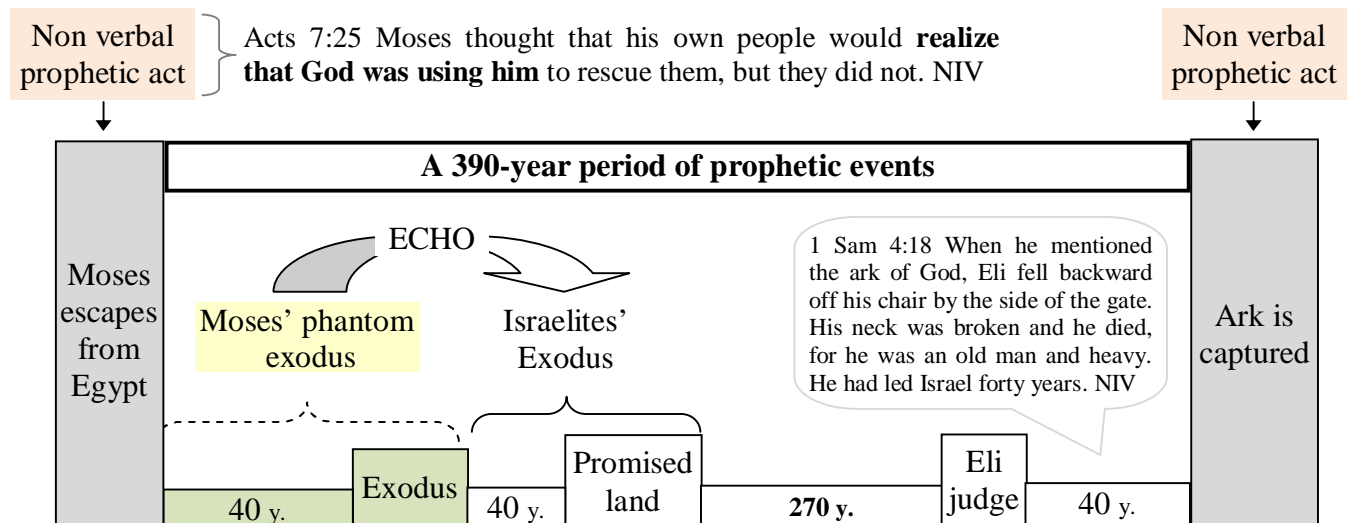 Non verbal
prophetic act
Acts 7:25 Moses thought that his own people would realize
that God was using him to rescue them, but they did not. NIV
Non verbal
prophetic act
A 390-year period of prophetic events
Moses
escapes
from
Egypt
ECHO
Moses’ phantom
exodus
Israelites’
Exodus
1 Sam 4:18 When he mentioned
the ark of God, Eli fell backward
off his chair by the side of the gate.
His neck was broken and he died,
for he was an old man and heavy.
He had led Israel forty years. NIV
Ark is
captured
40 y.
Exodus
40 y.
Promised
land
270 y.
Eli
judge
40 y.